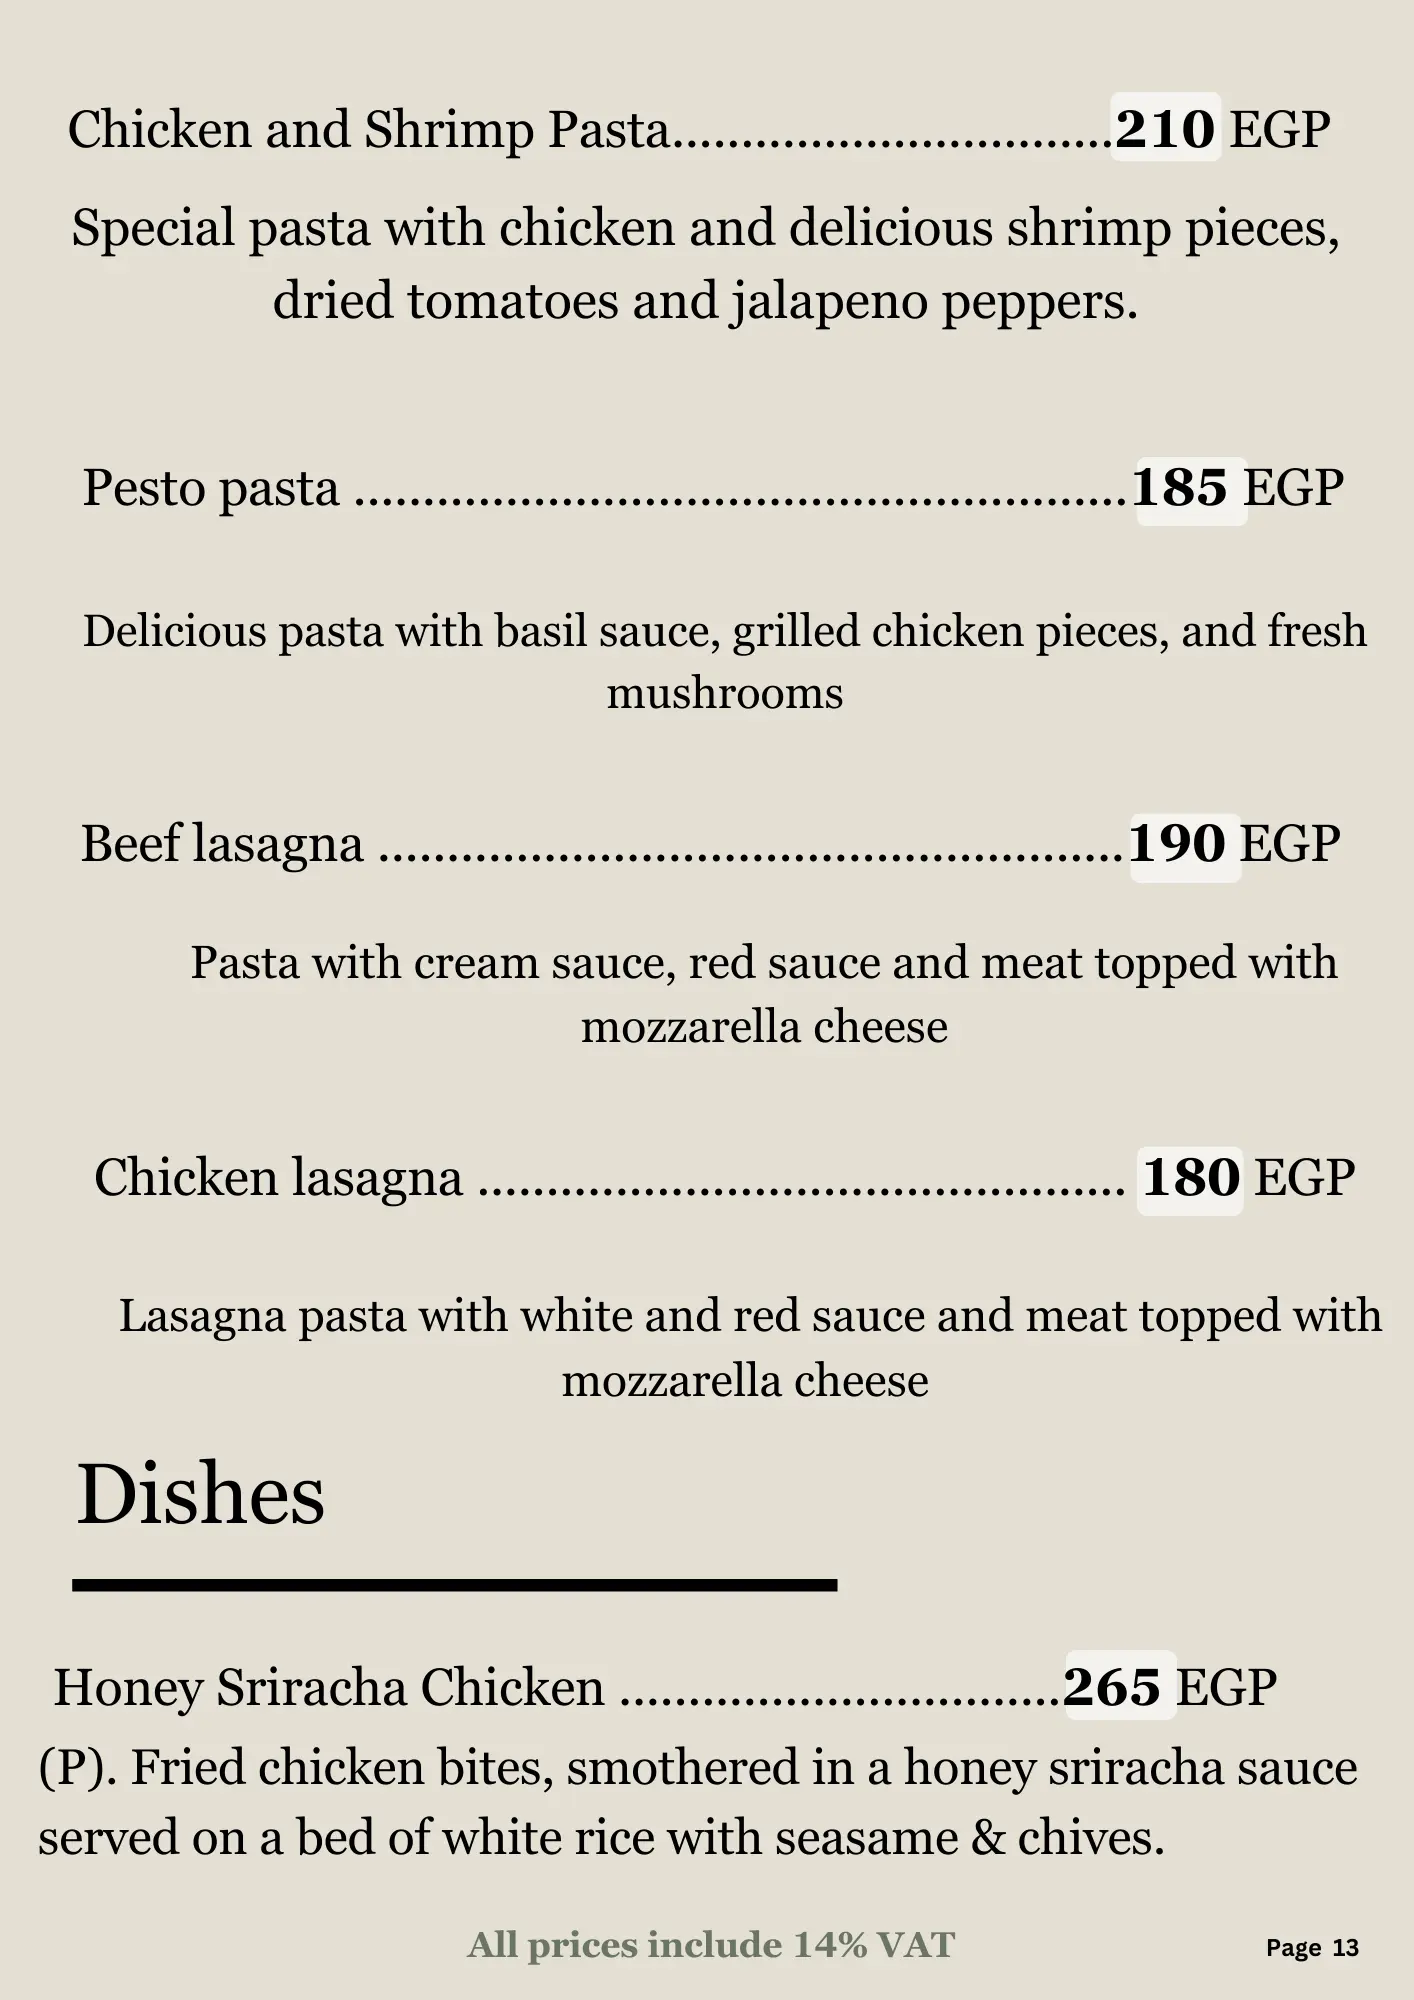 Chicken and Shrimp Pasta................................210 EGP
Special pasta with chicken and delicious shrimp pieces,
dried tomatoes and jalapeno peppers.
Pesto pasta ........................................................185 EGP
Delicious pasta with basil sauce, grilled chicken pieces, and fresh
mushrooms
Beef lasagna ......................................................190 EGP
Pasta with cream sauce, red sauce and meat topped with
mozzarella cheese
Chicken lasagna ............................................... 180 EGP
Lasagna pasta with white and red sauce and meat topped with
mozzarella cheese
Dishes
Honey Sriracha Chicken ................................265 EGP
(P). Fried chicken bites, smothered in a honey sriracha sauce
served on a bed of white rice with seasame & chives.
All prices include 14% VAT
Page 13